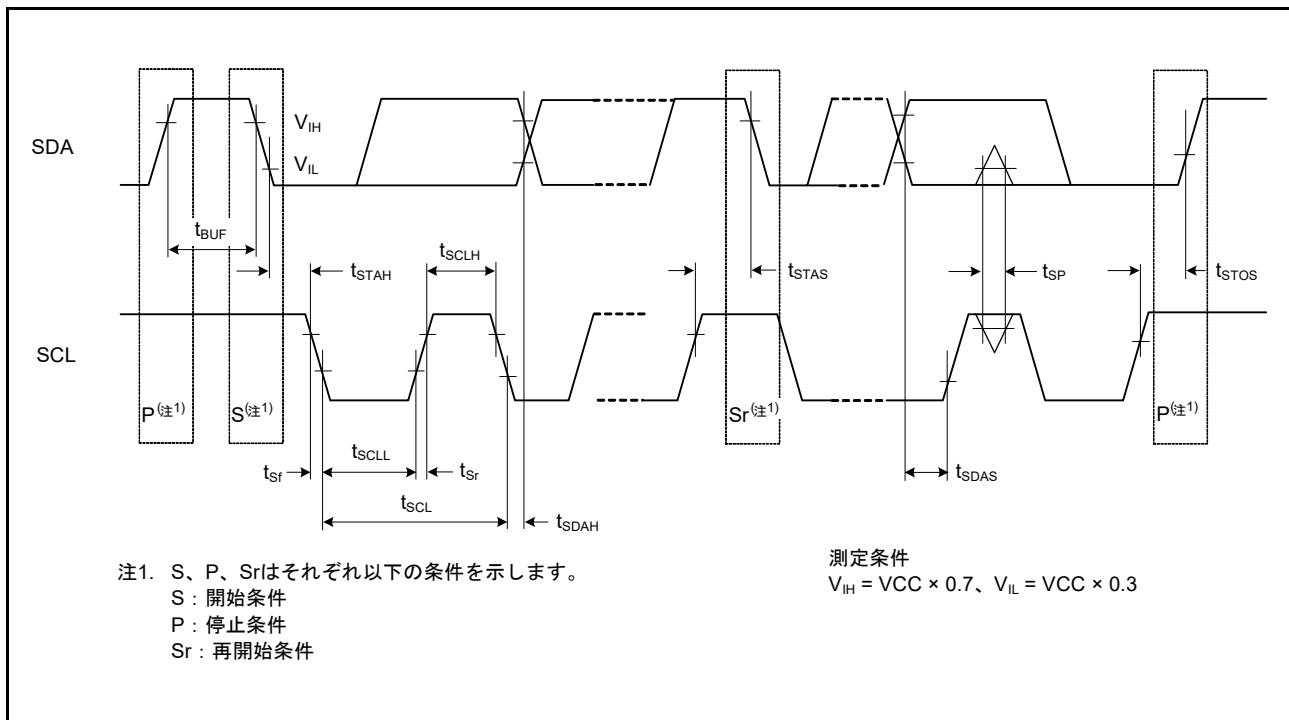 SDA
VIH
VIL
tBUF
tSTAH
tSCLH
tSTAS
tSP
tSTOS
SCL
P(注1)
S(注1)
Sr(注1)
P(注1)
tSf
tSCLL
tSr
tSCL
tSDAH
tSDAS
注1. S、P、Srはそれぞれ以下の条件を示します。
S：開始条件
P：停止条件
Sr：再開始条件
測定条件
VIH = VCC × 0.7、VIL = VCC × 0.3